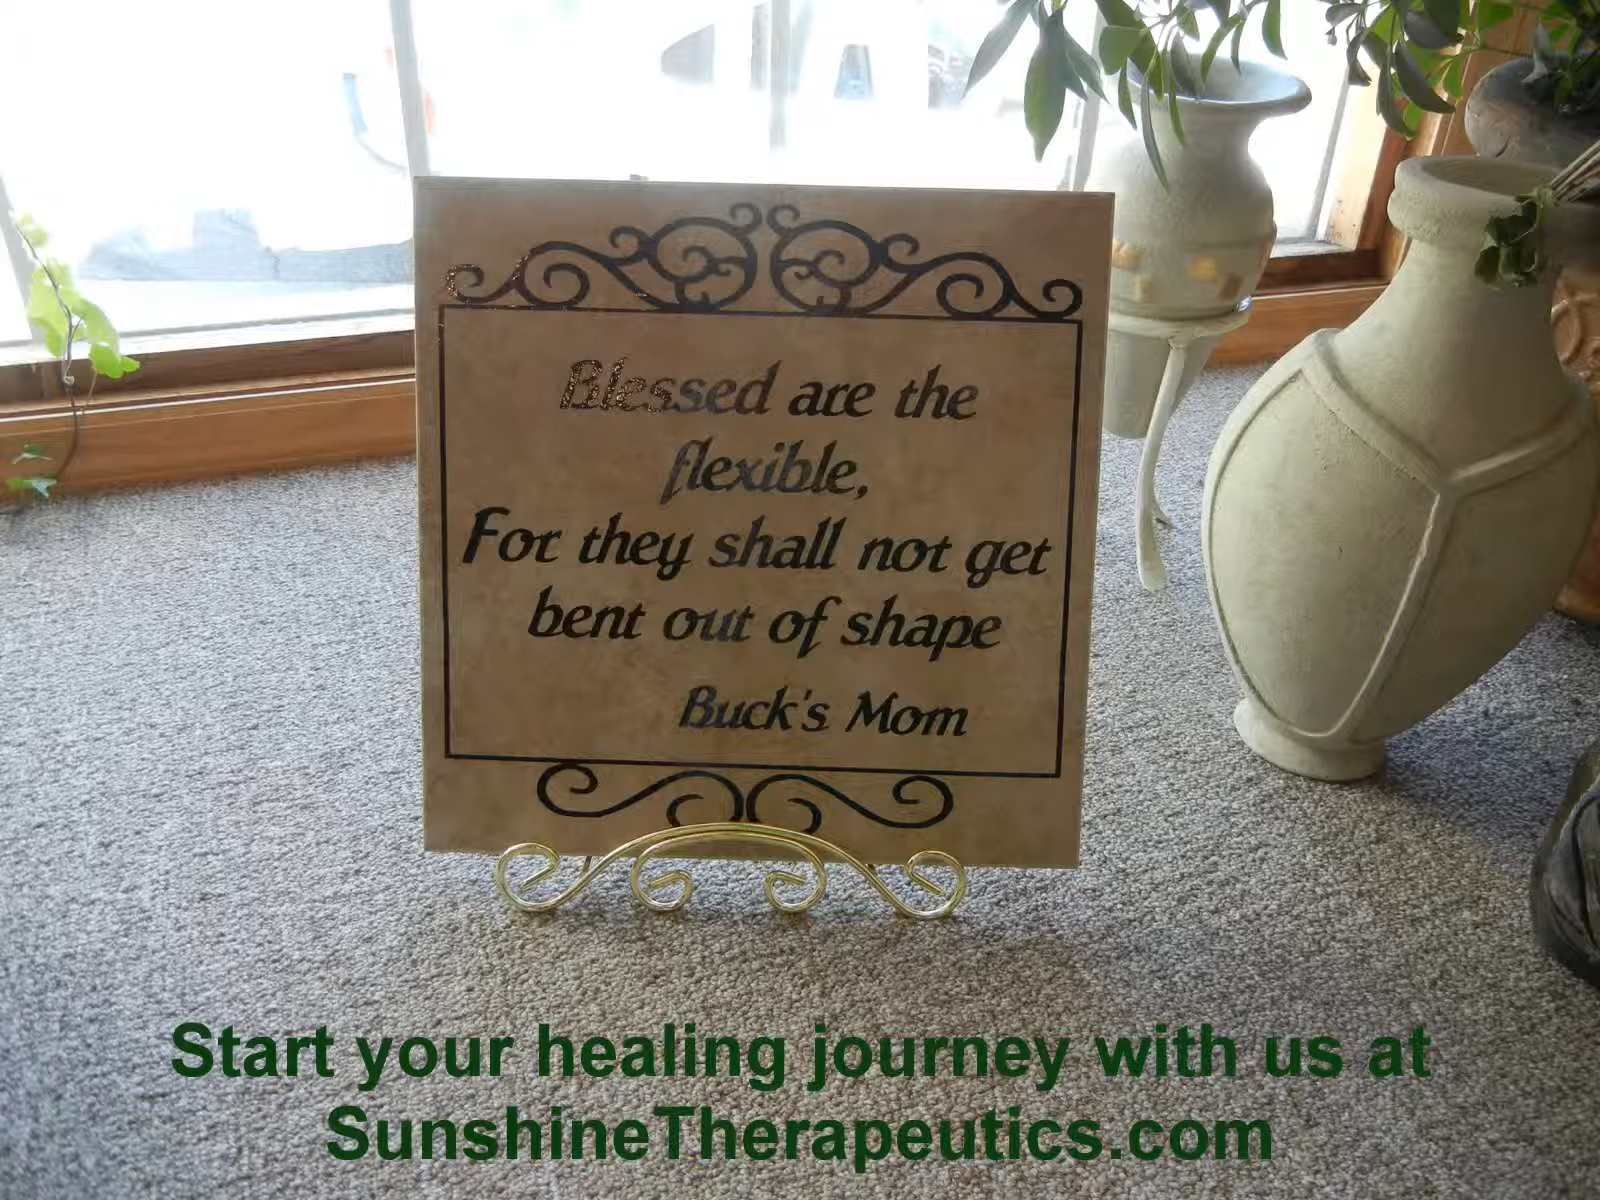 Blessed are the
flexible,
For they shall not get
bent out of shape
Buck's Mom
Start your healing journey with us at
SunshineTherapeutics.com